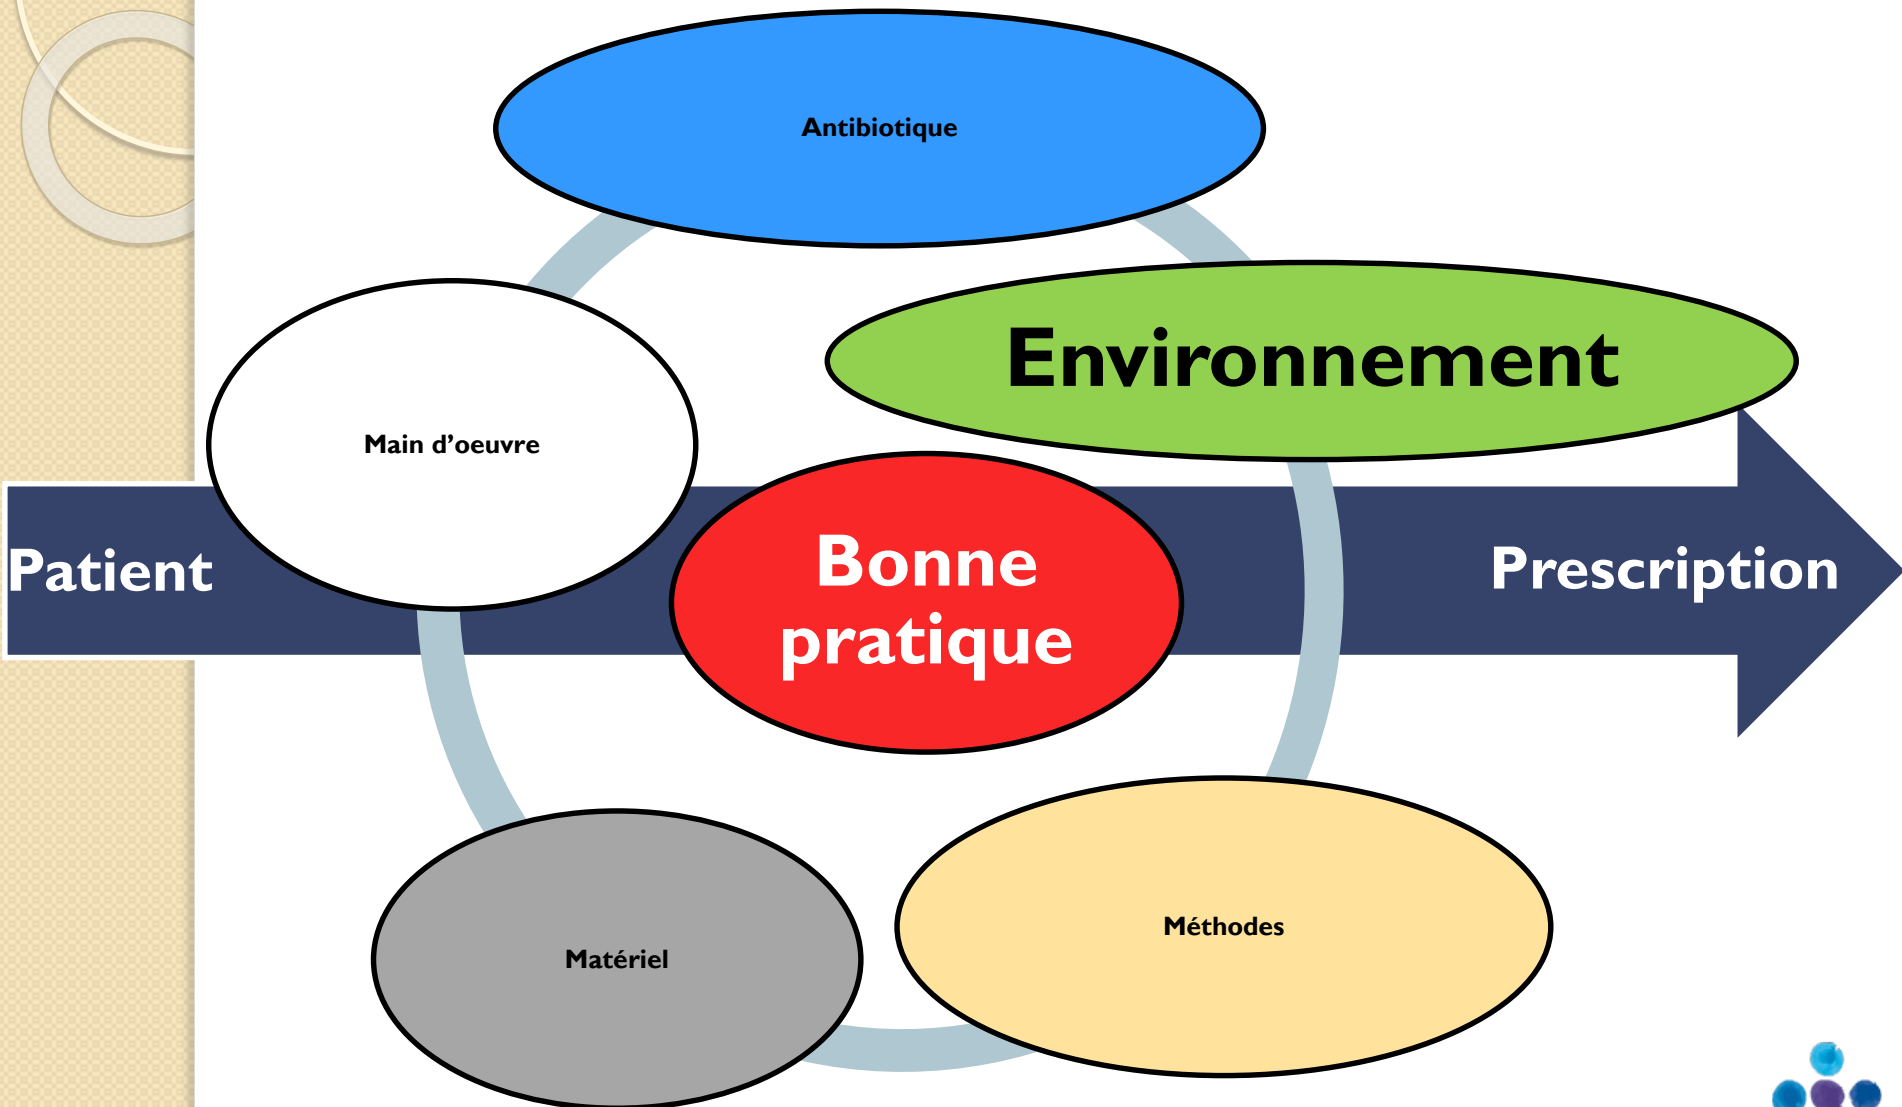 Antibiotique
Environnement
Main d'oeuvre
Patient
Bonne
pratique
Prescription
Matériel
Méthodes